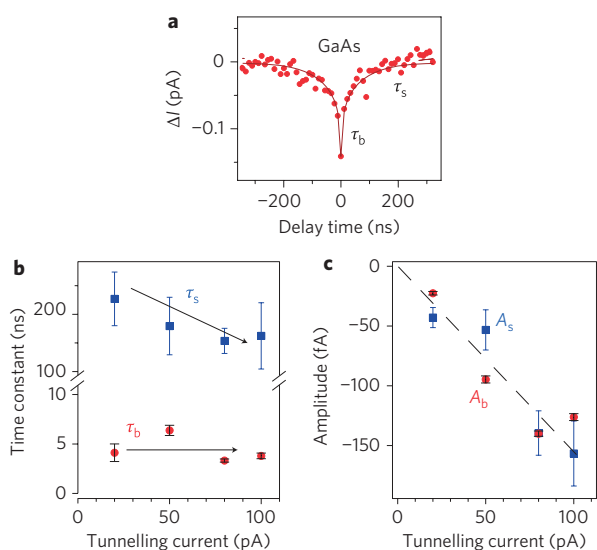 a
GaAs
ΔI (pA)
0
−0.1
τs
τb
−200
0
200
Delay time (ns)
b
Time constant (ns)
200
100
10
5
0
τs
τb
0
50
100
Tunnelling current (pA)
c
Amplitude (fA)
0
−50
−100
−150
As
Ab
0
50
100
Tunnelling current (pA)